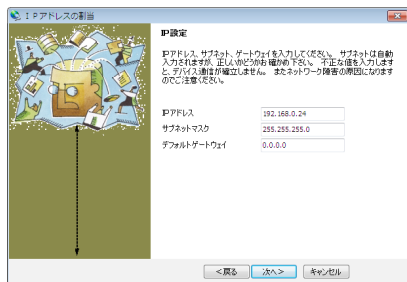 IPアドレスの割当
IP設定
IPアドレス、サブネット、ゲートウェイを入力してください。 サブネットは自動
入力されますが、正しいかどうかお確かめ下さい。 不正な値を入力します
と、デバイス通信が確立しません。 またネットワーク障害の原因になります
のでご注意ください。
IPアドレス 192.168.0.24
サブネットマスク 255.255.255.0
デフォルトゲートウェイ 0.0.0.0
<戻る 次へ> キャンセル